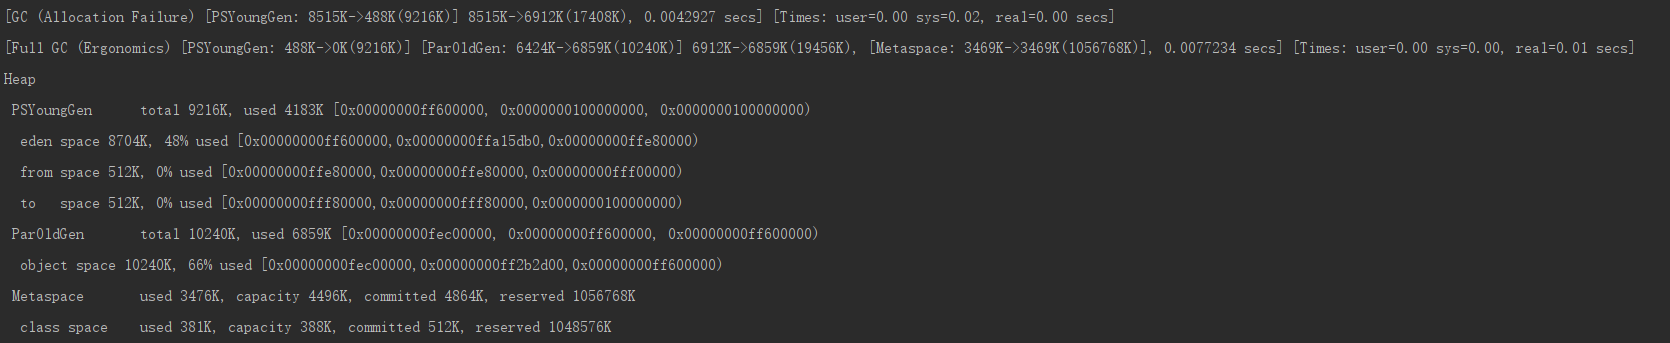 [GC (Allocation Failure) [PSYoungGen: 8515K->488K(9216K)] 8515K->6912K(17408K), 0.0042927 secs] [Times: user=0.00 sys=0.02, real=0.00 secs]
[Full GC (Ergonomics) [PSYoungGen: 488K->0K(9216K)] [ParOldGen: 6424K->6859K(10240K)] 6912K->6859K(19456K), [Metaspace: 3469K->3469K(1056768K)], 0.0077234 secs] [Times: user=0.00 sys=0.00, real=0.01 secs]
Heap
PSYoungGen total 9216K, used 4183K [0x00000000ff600000, 0x0000000100000000, 0x0000000100000000)
eden space 8704K, 48% used [0x00000000ff600000,0x00000000ffa15db0,0x00000000ffe80000)
from space 512K, 0% used [0x00000000ffe80000,0x00000000ffe80000,0x00000000fff00000)
to space 512K, 0% used [0x00000000fff80000,0x00000000fff80000,0x0000000100000000)
ParOldGen total 10240K, used 6859K [0x00000000fec00000, 0x00000000ff600000, 0x00000000ff600000)
object space 10240K, 66% used [0x00000000fec00000,0x00000000ff2b2d00,0x00000000ff600000)
Metaspace used 3476K, capacity 4496K, committed 4864K, reserved 1056768K
class space used 381K, capacity 388K, committed 512K, reserved 1048576K